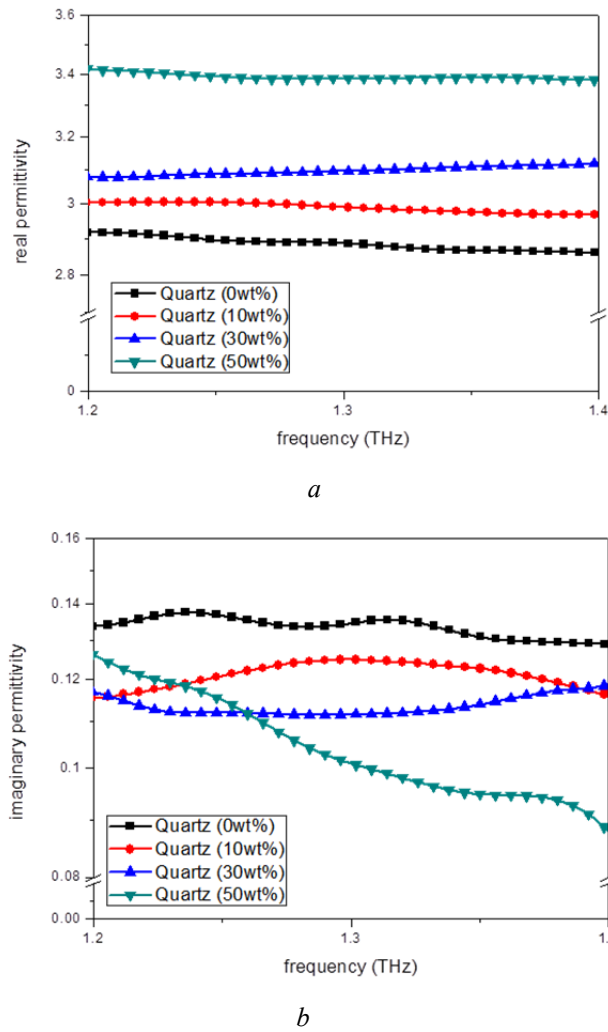 3.6
3.4
3.2
3
2.8
0
real permittivity
Quartz (0wt%)
Quartz (10wt%)
Quartz (30wt%)
Quartz (50wt%)
1.2
1.3
1.4
frequency (THz)
a
0.16
0.14
0.12
0.1
0.08
0.00
imaginary permittivity
Quartz (0wt%)
Quartz (10wt%)
Quartz (30wt%)
Quartz (50wt%)
1.2
1.3
frequency (THz)
b